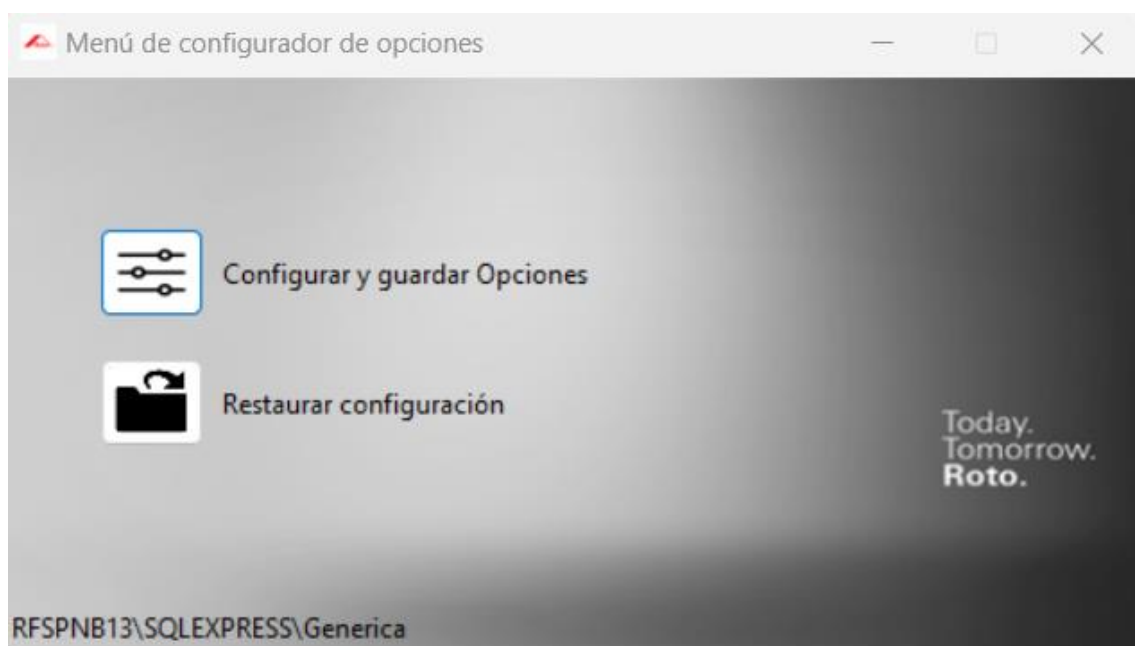 Menú de configurador de opciones
Configurar y guardar Opciones
Restaurar configuración
Today.
Tomorrow.
Roto.
RFSPNB13\SQLEXPRESS\Generica